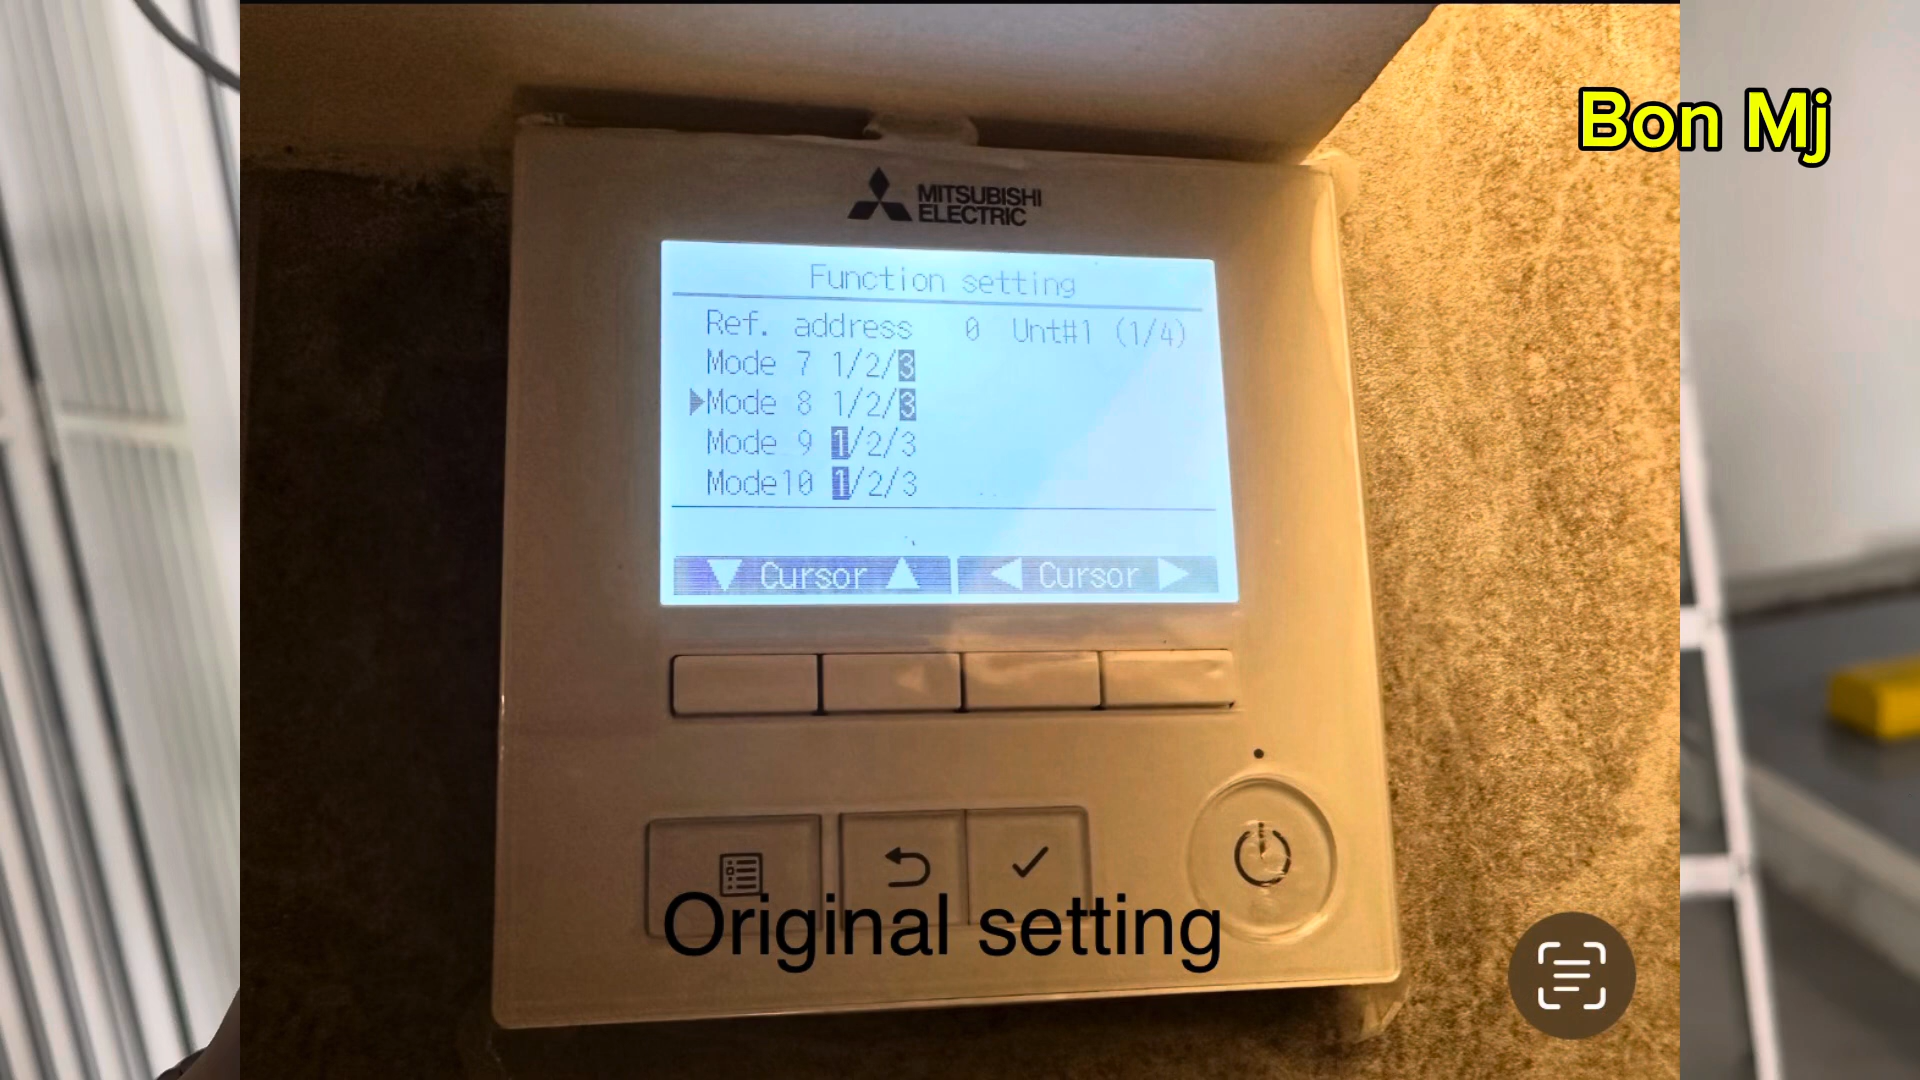 Bon Mj
MITSUBISHI
ELECTRIC
Function setting
Ref. address 0 Unt#1 (1/4)
Mode 7 1/2/3
▶Mode 8 1/2/3
Mode 9 1/2/3
Mode10 1/2/3
▼ Cursor ▲ ◀ Cursor ▶
Original setting